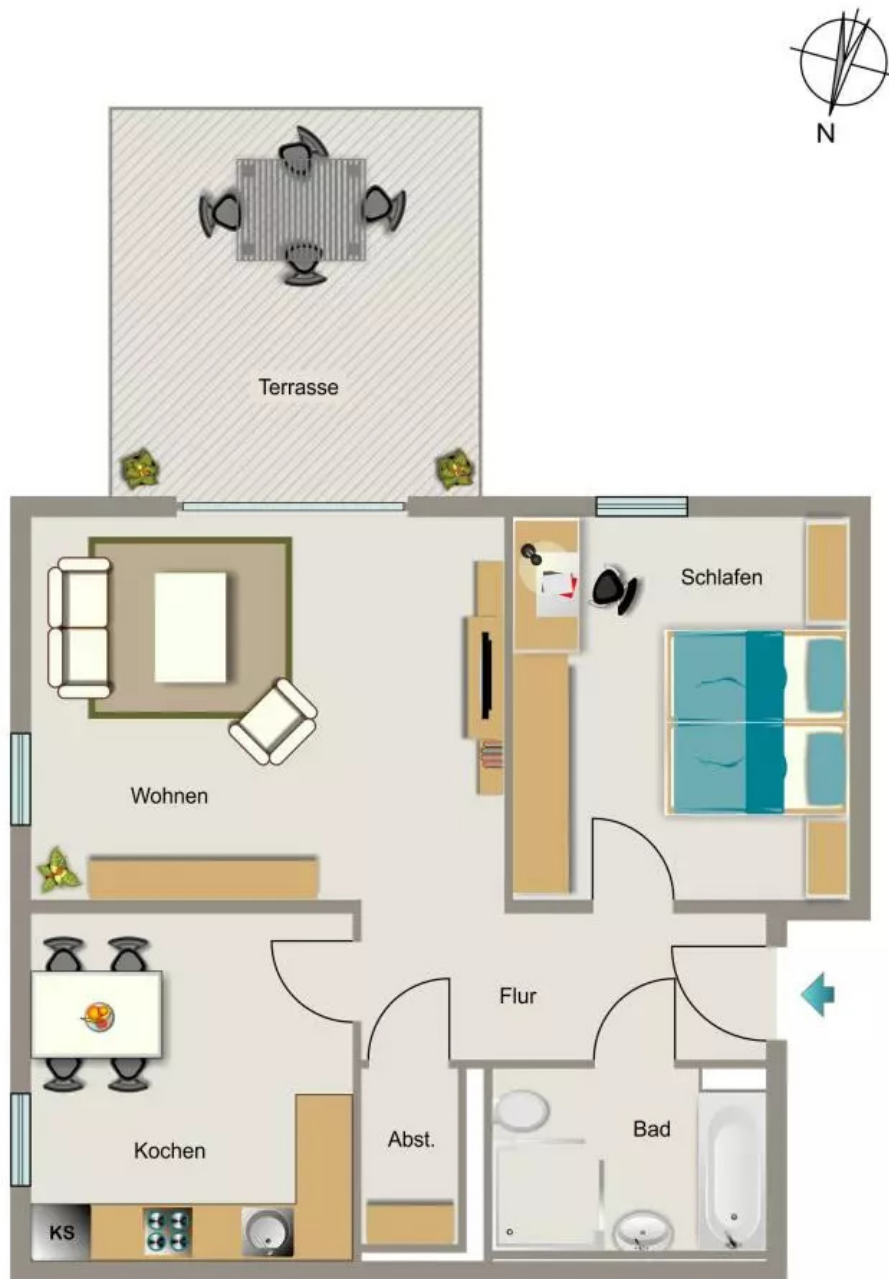 N
Terrasse
Schlafen
Wohnen
Flur
Kochen
Abst.
Bad
KS